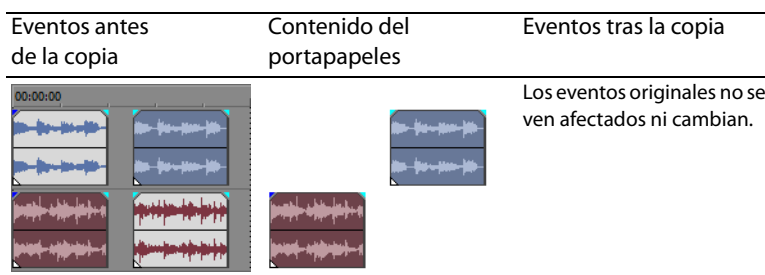 Eventos antes
de la copia
Contenido del
portapapeles
Eventos tras la copia
00:00:00
Los eventos originales no se
ven afectados ni cambian.